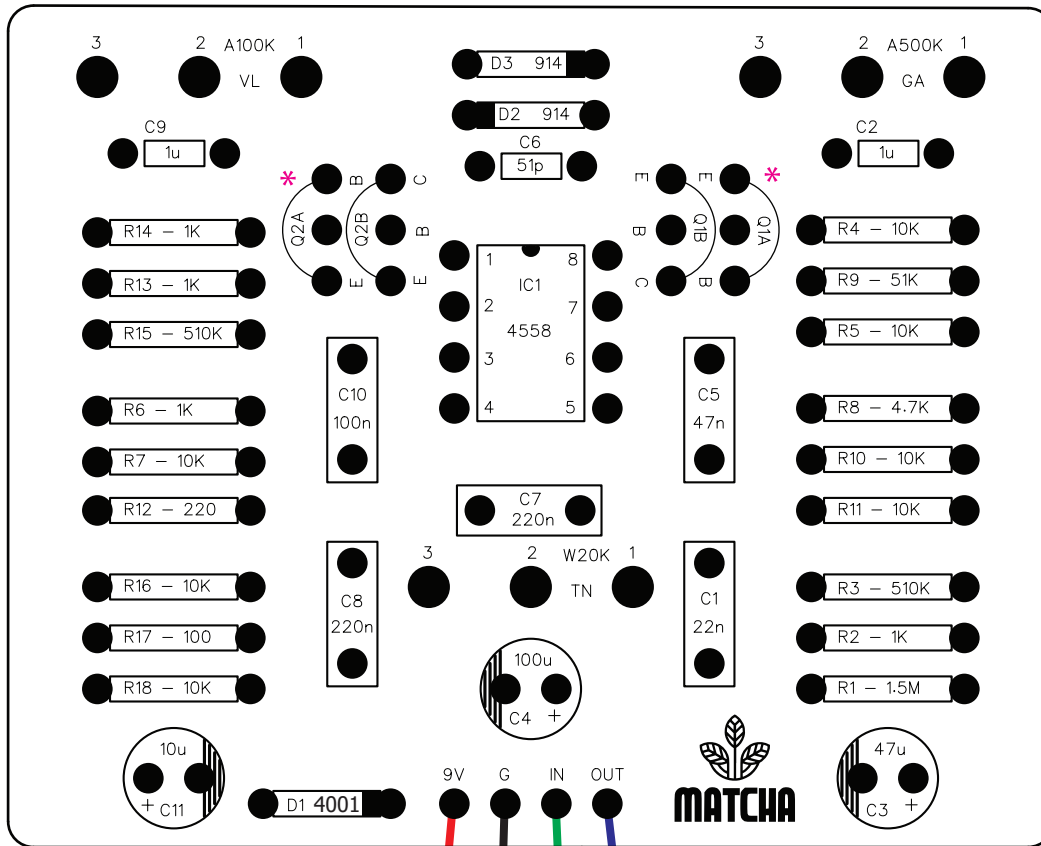 3 2 A100K 1
VL
D3 914
D2 914
3 2 A500K 1
GA
C9
1u
C6
51p
C2
1u
* Q2A B E
Q2B C B E
E B C Q1B
E B Q1A *
R14 – 1K
R13 – 1K
R15 – 510K
1 8
IC1
2 7
4558
3 6
4 5
R4 – 10K
R9 – 51K
R5 – 10K
C10
100n
C5
47n
R6 – 1K
R7 – 10K
R12 – 220
R8 – 4.7K
R10 – 10K
R11 – 10K
C7
220n
3 2 W20K 1
TN
R16 – 10K
R17 – 100
R18 – 10K
C8
220n
C1
22n
R3 – 510K
R2 – 1K
R1 – 1.5M
100u
C4 +
10u
+ C11
D1 4001
9V G IN OUT
MATCHA
47u
C3 +